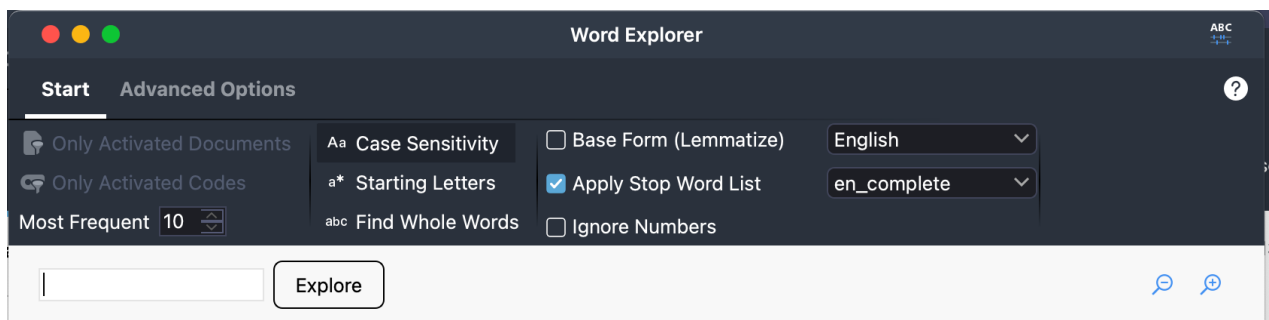 Word Explorer
ABC
Start Advanced Options ?
Only Activated Documents Aa Case Sensitivity Base Form (Lemmatize) English
Only Activated Codes a* Starting Letters Apply Stop Word List en_complete
Most Frequent 10 abc Find Whole Words Ignore Numbers
Explore